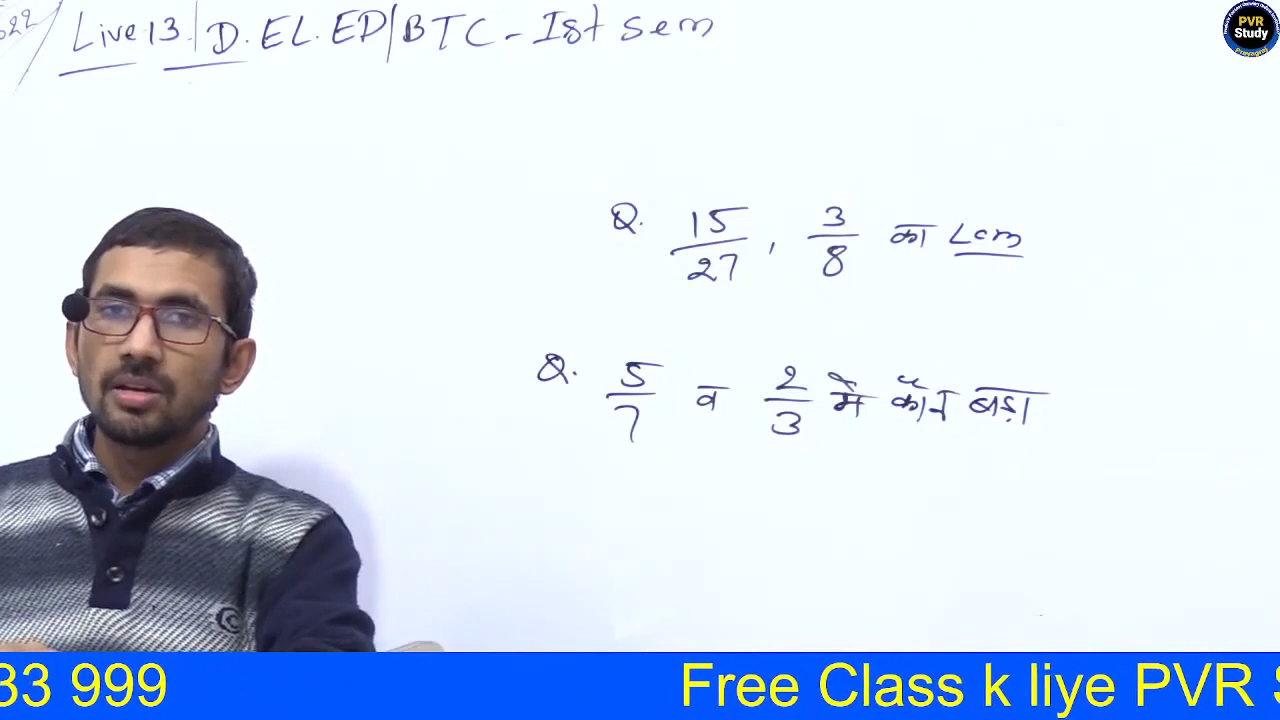 Live 13 | D.EL.ED/BTC - Ist Sem
PVR
Study
Prayagraj
Q. 15/27 , 3/8 का Lcm
Q. 5/7 व 2/3 मे कौन बड़ा
33 999 Free Class k liye PVR S